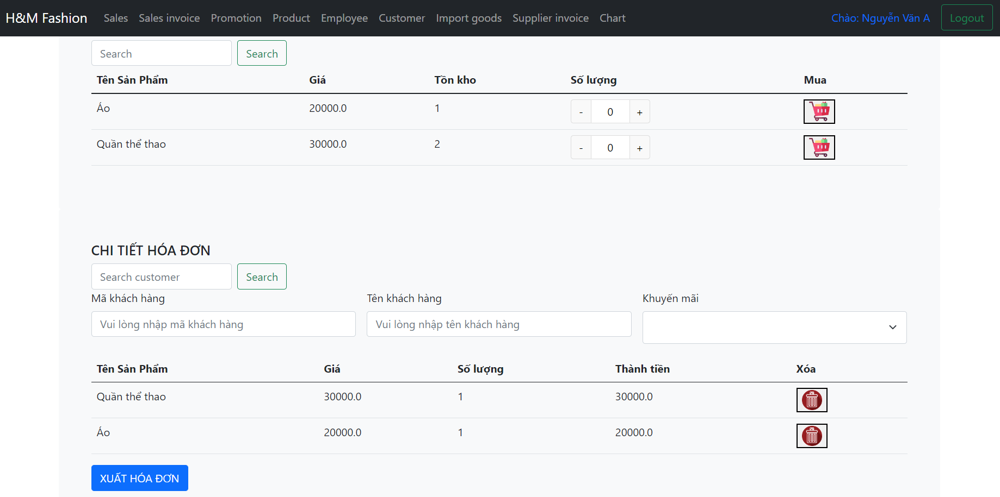 H&M Fashion Sales Sales invoice Promotion Product Employee Customer Import goods Supplier invoice Chart Chào: Nguyễn Văn A Logout
Search Search
Tên Sản Phẩm Giá Tồn kho Số lượng Mua
Áo 20000.0 1 - 0 +
Quần thể thao 30000.0 2 - 0 +
CHI TIẾT HÓA ĐƠN
Search customer Search
Mã khách hàng Tên khách hàng Khuyến mãi
Vui lòng nhập mã khách hàng Vui lòng nhập tên khách hàng
Tên Sản Phẩm Giá Số lượng Thành tiền Xóa
Quần thể thao 30000.0 1 30000.0
Áo 20000.0 1 20000.0
XUẤT HÓA ĐƠN